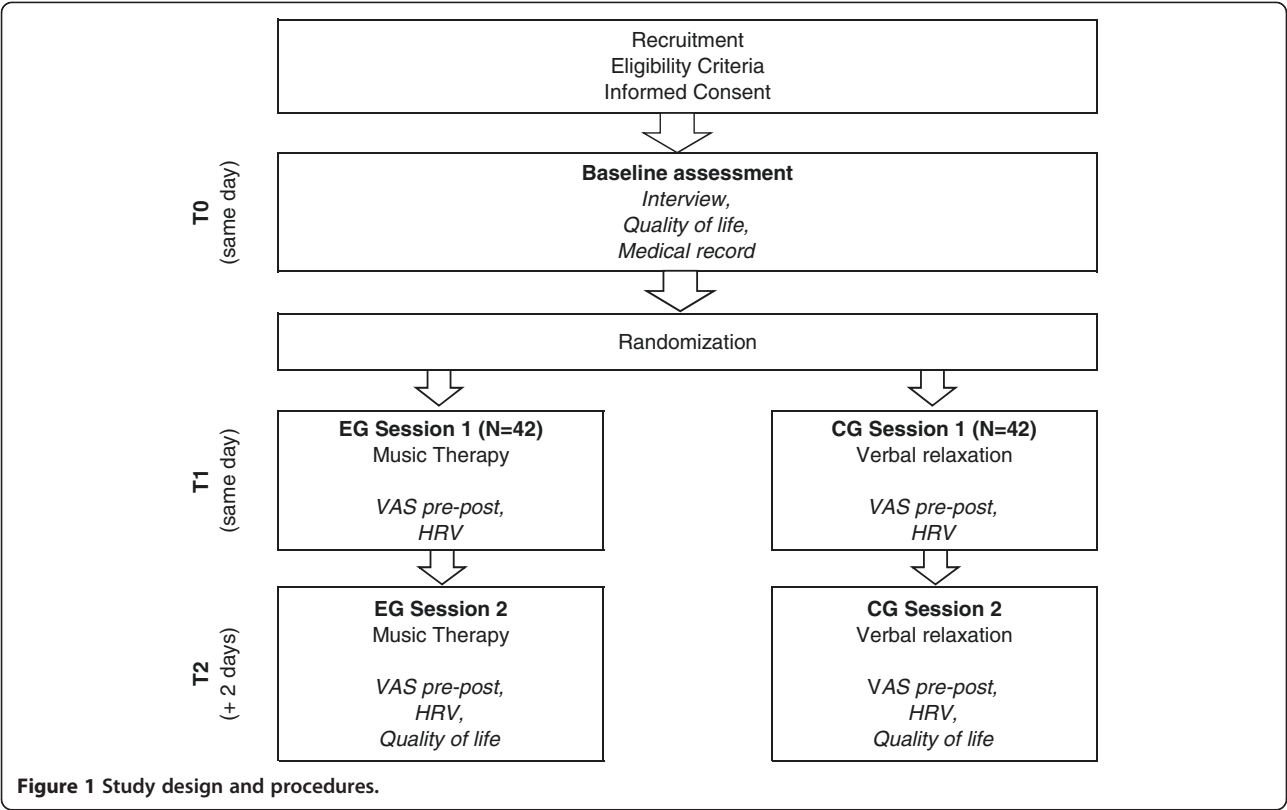 Recruitment
Eligibility Criteria
Informed Consent
T0
(same day)
Baseline assessment
Interview,
Quality of life,
Medical record
Randomization
T1
(same day)
EG Session 1 (N=42)
Music Therapy
VAS pre-post,
HRV
CG Session 1 (N=42)
Verbal relaxation
VAS pre-post,
HRV
T2
(+ 2 days)
EG Session 2
Music Therapy
VAS pre-post,
HRV,
Quality of life
CG Session 2
Verbal relaxation
VAS pre-post,
HRV,
Quality of life
Figure 1 Study design and procedures.